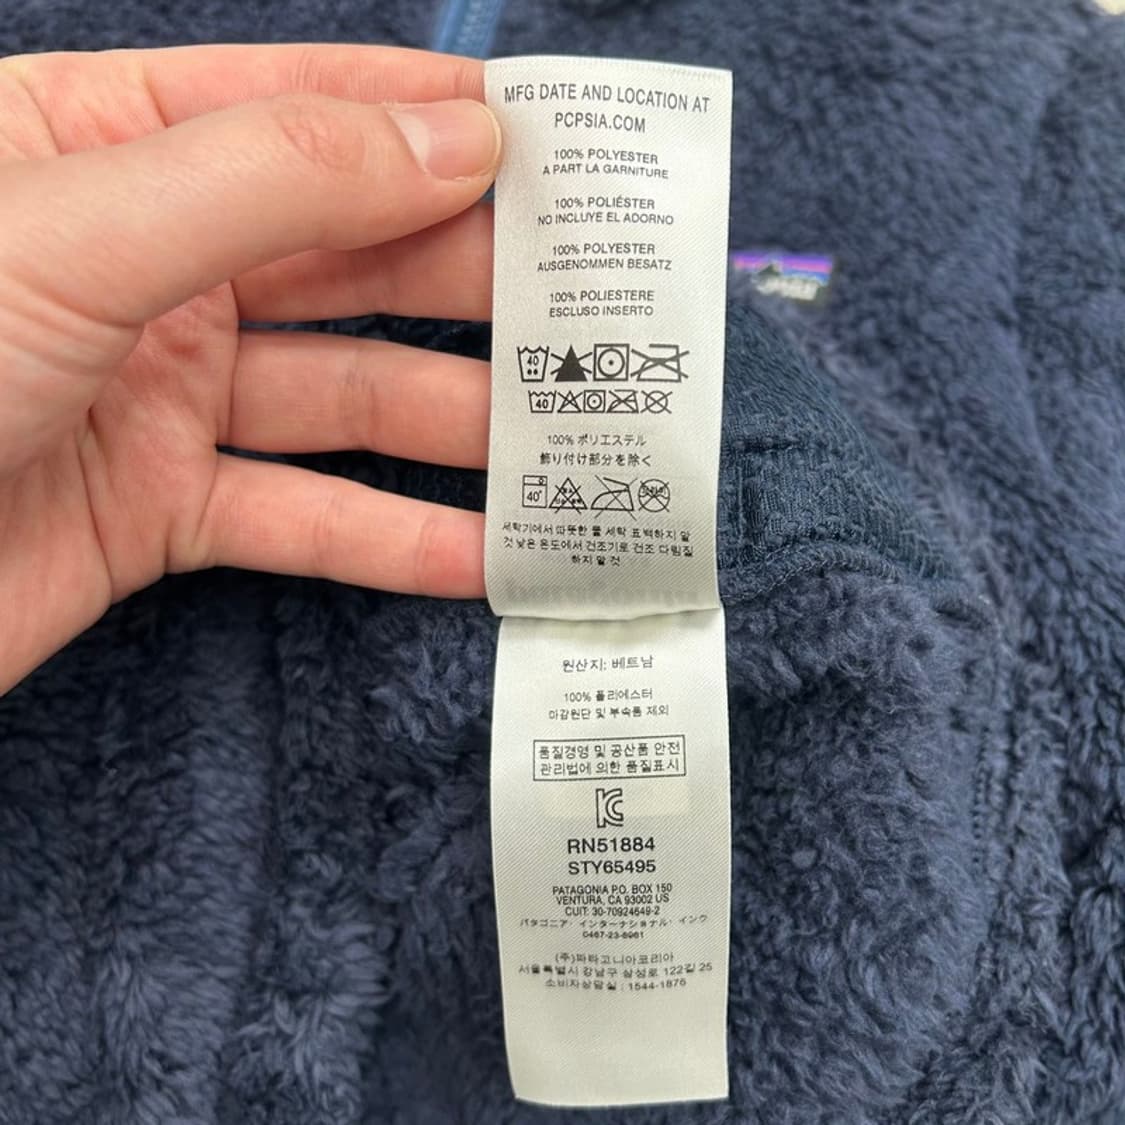 MFG DATE AND LOCATION AT
PCPSIA.COM
100% POLYESTER
A PART LA GARNITURE
100% POLIÉSTER
NO INCLUYE EL ADORNO
100% POLYESTER
AUSGENOMMEN BESATZ
100% POLIESTERE
ESCLUSO INSERTO
40
40
100% ポリエステル
飾り付け部分を除く
40°
세탁기에서 따뜻한 물 세탁 표백하지 말
것 낮은 온도에서 건조기로 건조 다림질
하지 말 것
원산지: 베트남
100% 폴리에스터
마감원단 및 부속품 제외
품질경영 및 공산품 안전
관리법에 의한 품질표시
RN51884
STY65495
PATAGONIA P.O. BOX 150
VENTURA, CA 93002 US
CUIT: 30-70924649-2
パタゴニア・インターナショナル・インク
0467-23-8961
(주)파타고니아코리아
서울특별시 강남구 삼성로 122길 25
소비자상담실 : 1544-1876